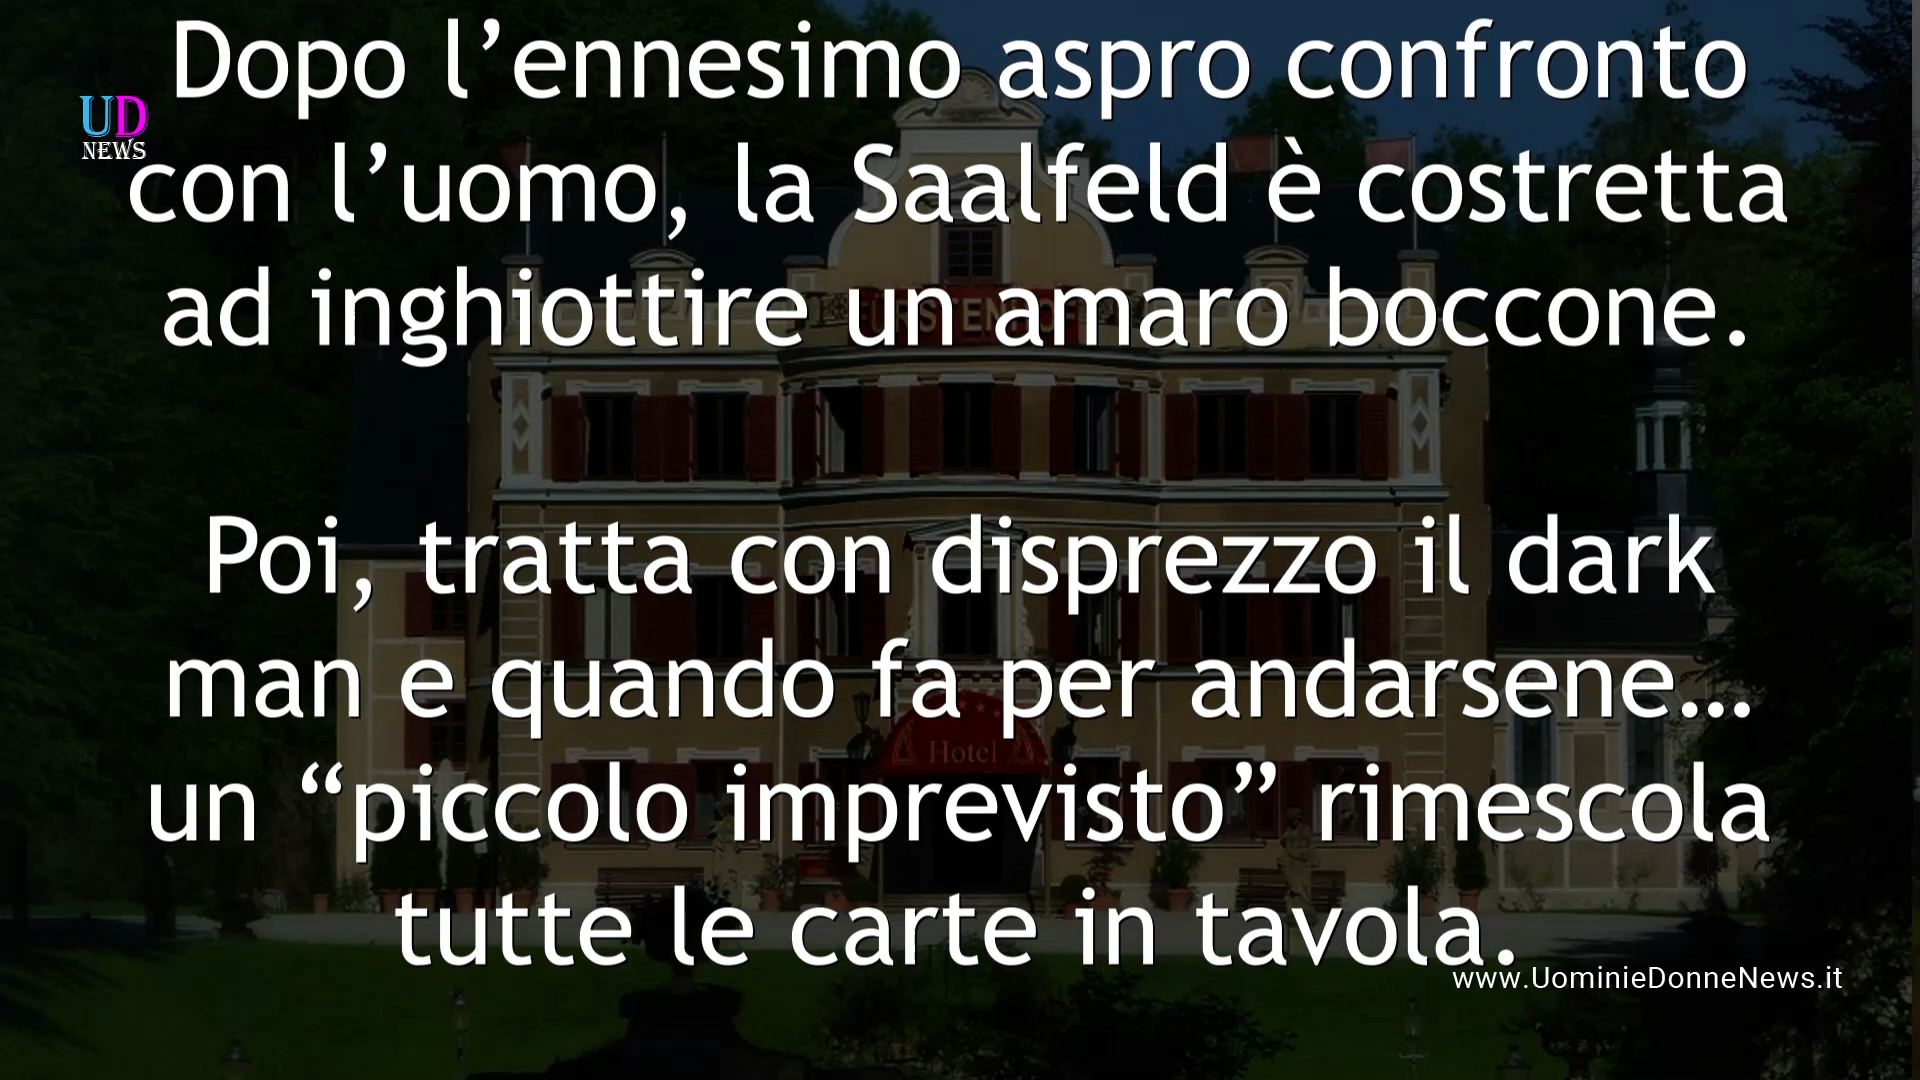 Dopo l’ennesimo aspro confronto
UD
NEWS
con l’uomo, la Saalfeld è costretta
ad inghiottire un amaro boccone.
FÜRSTENHOF
Poi, tratta con disprezzo il dark
man e quando fa per andarsene…
Hotel
un “piccolo imprevisto” rimescola
tutte le carte in tavola.
www.UominieDonneNews.it